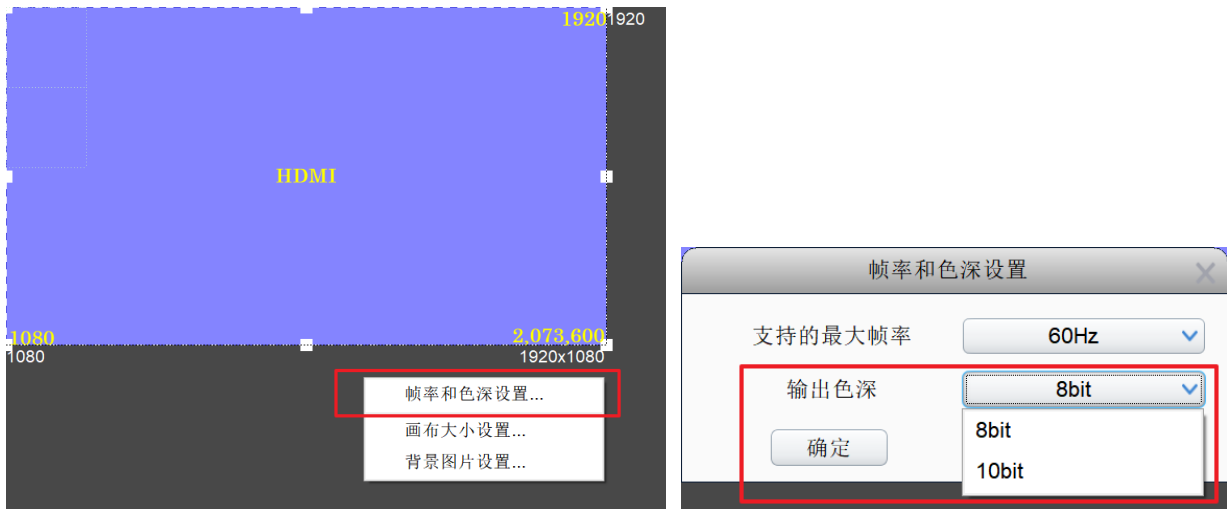 1920
1920
HDMI
1080
2,073,600
1080
1920x1080
帧率和色深设置...
画布大小设置...
背景图片设置...
帧率和色深设置
支持的最大帧率
60Hz
输出色深
8bit
确定
8bit
10bit